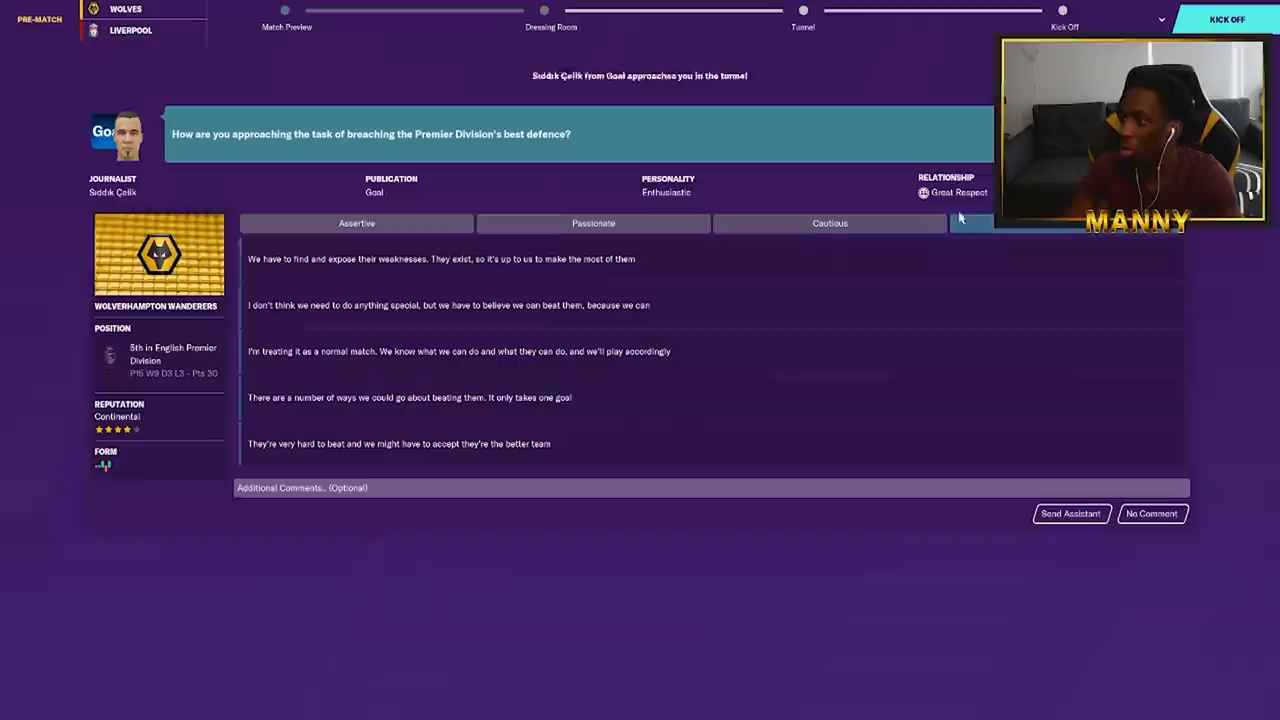 PRE-MATCH
WOLVES
LIVERPOOL
Match Preview
Dressing Room
Tunnel
Kick Off
KICK OFF
Sıddık Çelik from Goal approaches you in the tunnel
Go
How are you approaching the task of breaching the Premier Division's best defence?
JOURNALIST
Sıddık Çelik
PUBLICATION
Goal
PERSONALITY
Enthusiastic
RELATIONSHIP
Great Respect
MANNY
Assertive
Passionate
Cautious
We have to find and expose their weaknesses. They exist, so it's up to us to make the most of them
I don't think we need to do anything special, but we have to believe we can beat them, because we can
I'm treating it as a normal match. We know what we can do and what they can do, and we'll play accordingly
There are a number of ways we could go about beating them. It only takes one goal
They're very hard to beat and we might have to accept they're the better team
WOLVERHAMPTON WANDERERS
POSITION
5th in English Premier
Division
P15 W9 D3 L3 - Pts 30
REPUTATION
Continental
FORM
Additional Comments.. (Optional)
Send Assistant
No Comment